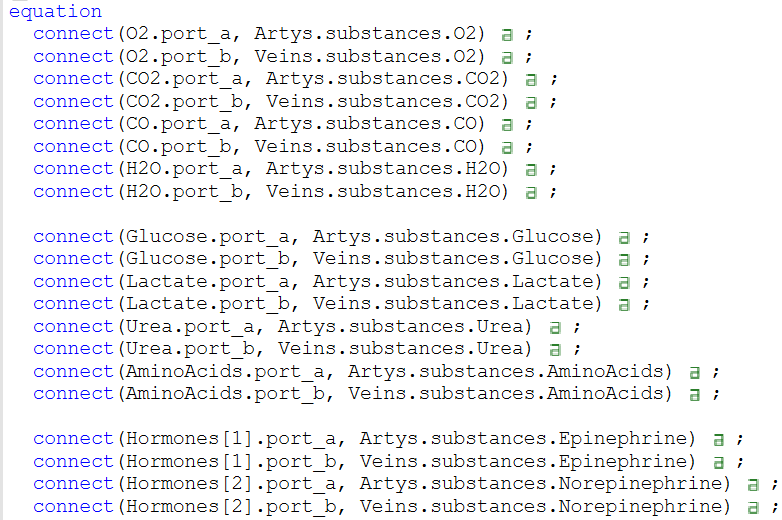 equation
connect(O2.port_a, Artys.substances.O2) a ;
connect(O2.port_b, Veins.substances.O2) a ;
connect(CO2.port_a, Artys.substances.CO2) a ;
connect(CO2.port_b, Veins.substances.CO2) a ;
connect(CO.port_a, Artys.substances.CO) a ;
connect(CO.port_b, Veins.substances.CO) a ;
connect(H2O.port_a, Artys.substances.H2O) a ;
connect(H2O.port_b, Veins.substances.H2O) a ;
connect(Glucose.port_a, Artys.substances.Glucose) a ;
connect(Glucose.port_b, Veins.substances.Glucose) a ;
connect(Lactate.port_a, Artys.substances.Lactate) a ;
connect(Lactate.port_b, Veins.substances.Lactate) a ;
connect(Urea.port_a, Artys.substances.Urea) a ;
connect(Urea.port_b, Veins.substances.Urea) a ;
connect(AminoAcids.port_a, Artys.substances.AminoAcids) a ;
connect(AminoAcids.port_b, Veins.substances.AminoAcids) a ;
connect(Hormones[1].port_a, Artys.substances.Epinephrine) a ;
connect(Hormones[1].port_b, Veins.substances.Epinephrine) a ;
connect(Hormones[2].port_a, Artys.substances.Norepinephrine) a ;
connect(Hormones[2].port_b, Veins.substances.Norepinephrine) a ;